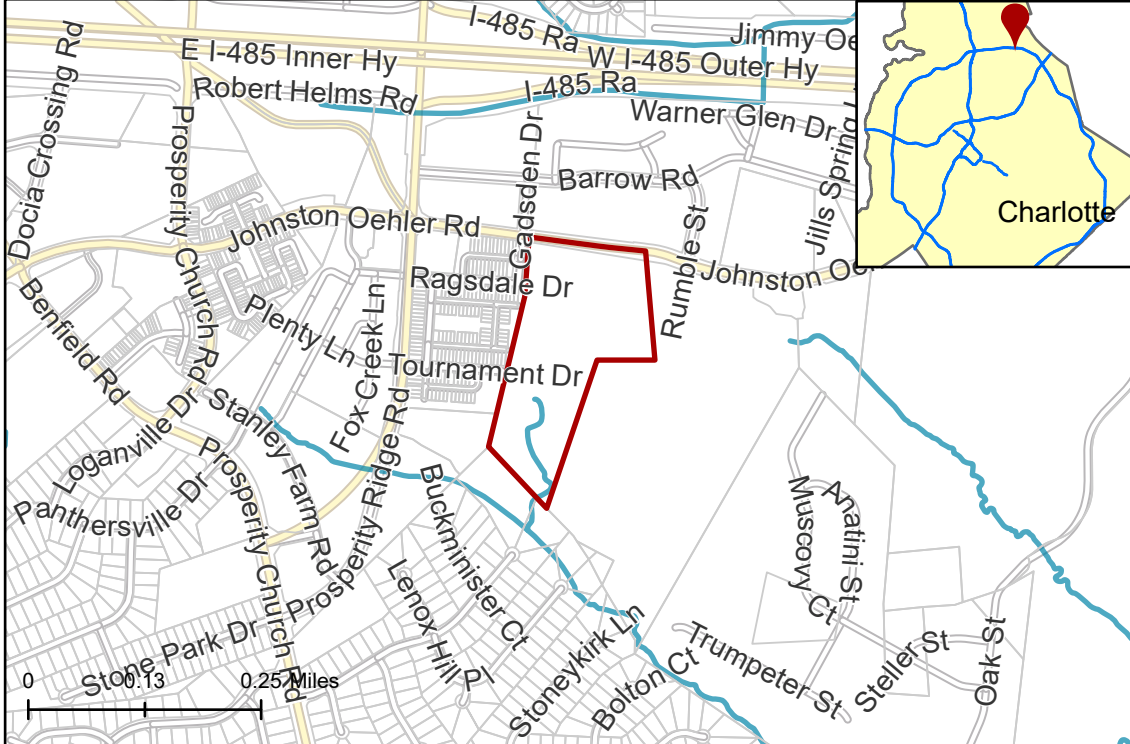 I-485 Ra
Jimmy Oe
E I-485 Inner Hy
W I-485 Outer Hy
Robert Helms Rd
I-485 Ra
Warner Glen Dr
Docia Crossing Rd
Prosperity Church Rd
Gadsden Dr
Barrow Rd
Jills Spring L
Charlotte
Johnston Oehler Rd
Rumble St
Johnston Oe
Ragsdale Dr
Benfield Rd
Plenty Ln
Fox Creek Ln
Tournament Dr
Loganville Dr
Stanley Farm Rd
Panthersville Dr
Prosperity Church Rd
Prosperity Ridge Rd
Buckminister Ct
Muscovy Ct
Anatini St
Lenox Hill Pl
Stone Park Dr
Stoneykirk Ln
Bolton Ct
Trumpeter St
Steller St
Oak St
0 0.13 0.25 Miles